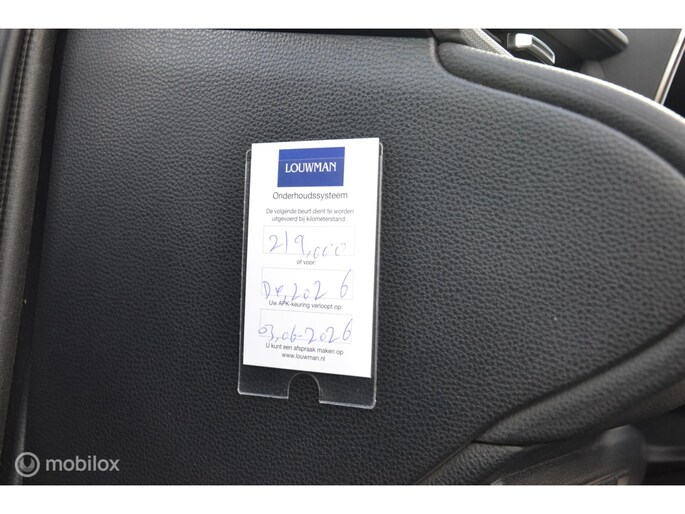 LOUWMAN
Onderhoudssysteem
De volgende beurt dient te worden
uitgevoerd bij kilometerstand
219,000
of voor:
2026
Uw APK-keuring verloopt op:
03,06-2026
U kunt een afspraak maken op
www.louwman.nl
mobilox